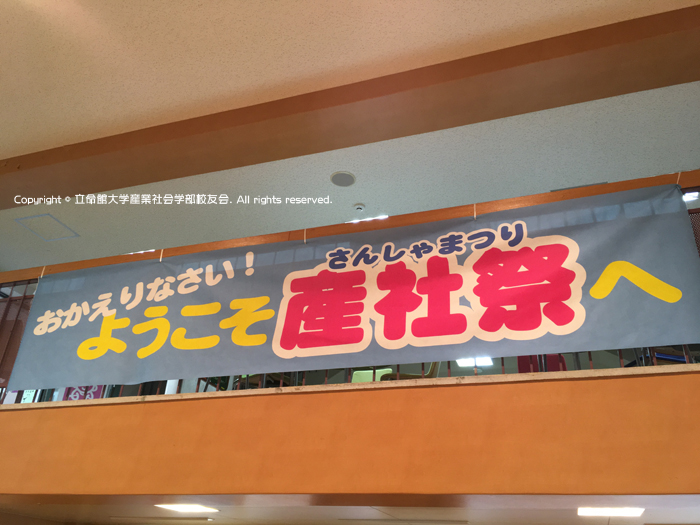 Copyright © 立命館大学産業社会学部校友会. All rights reserved.
おかえりなさい!
さんしゃまつり
ようこそ産社祭へ